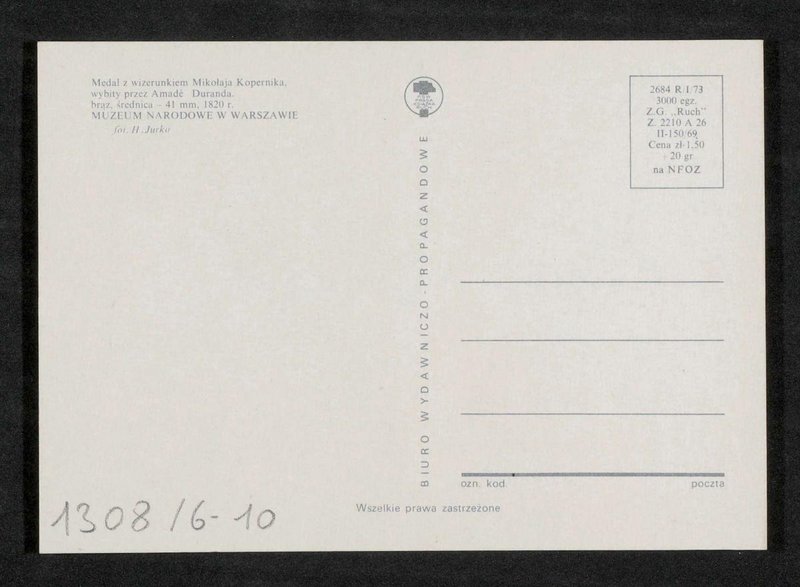 Medal z wizerunkiem Mikołaja Kopernika,
wybity przez Amadé Duranda.
brąz, średnica – 41 mm, 1820 r.
MUZEUM NARODOWE W WARSZAWIE
fot. H. Jurko
BIURO WYDAWNICZO-PROPAGANDOWE
2684 R 1/73
3000 egz.
Z.G. „Ruch”
Z. 2210 A 26
II-150/69
Cena zł 1,50
+ 20 gr
na NFOZ
ozn. kod.
poczta
Wszelkie prawa zastrzeżone
1308/6-10